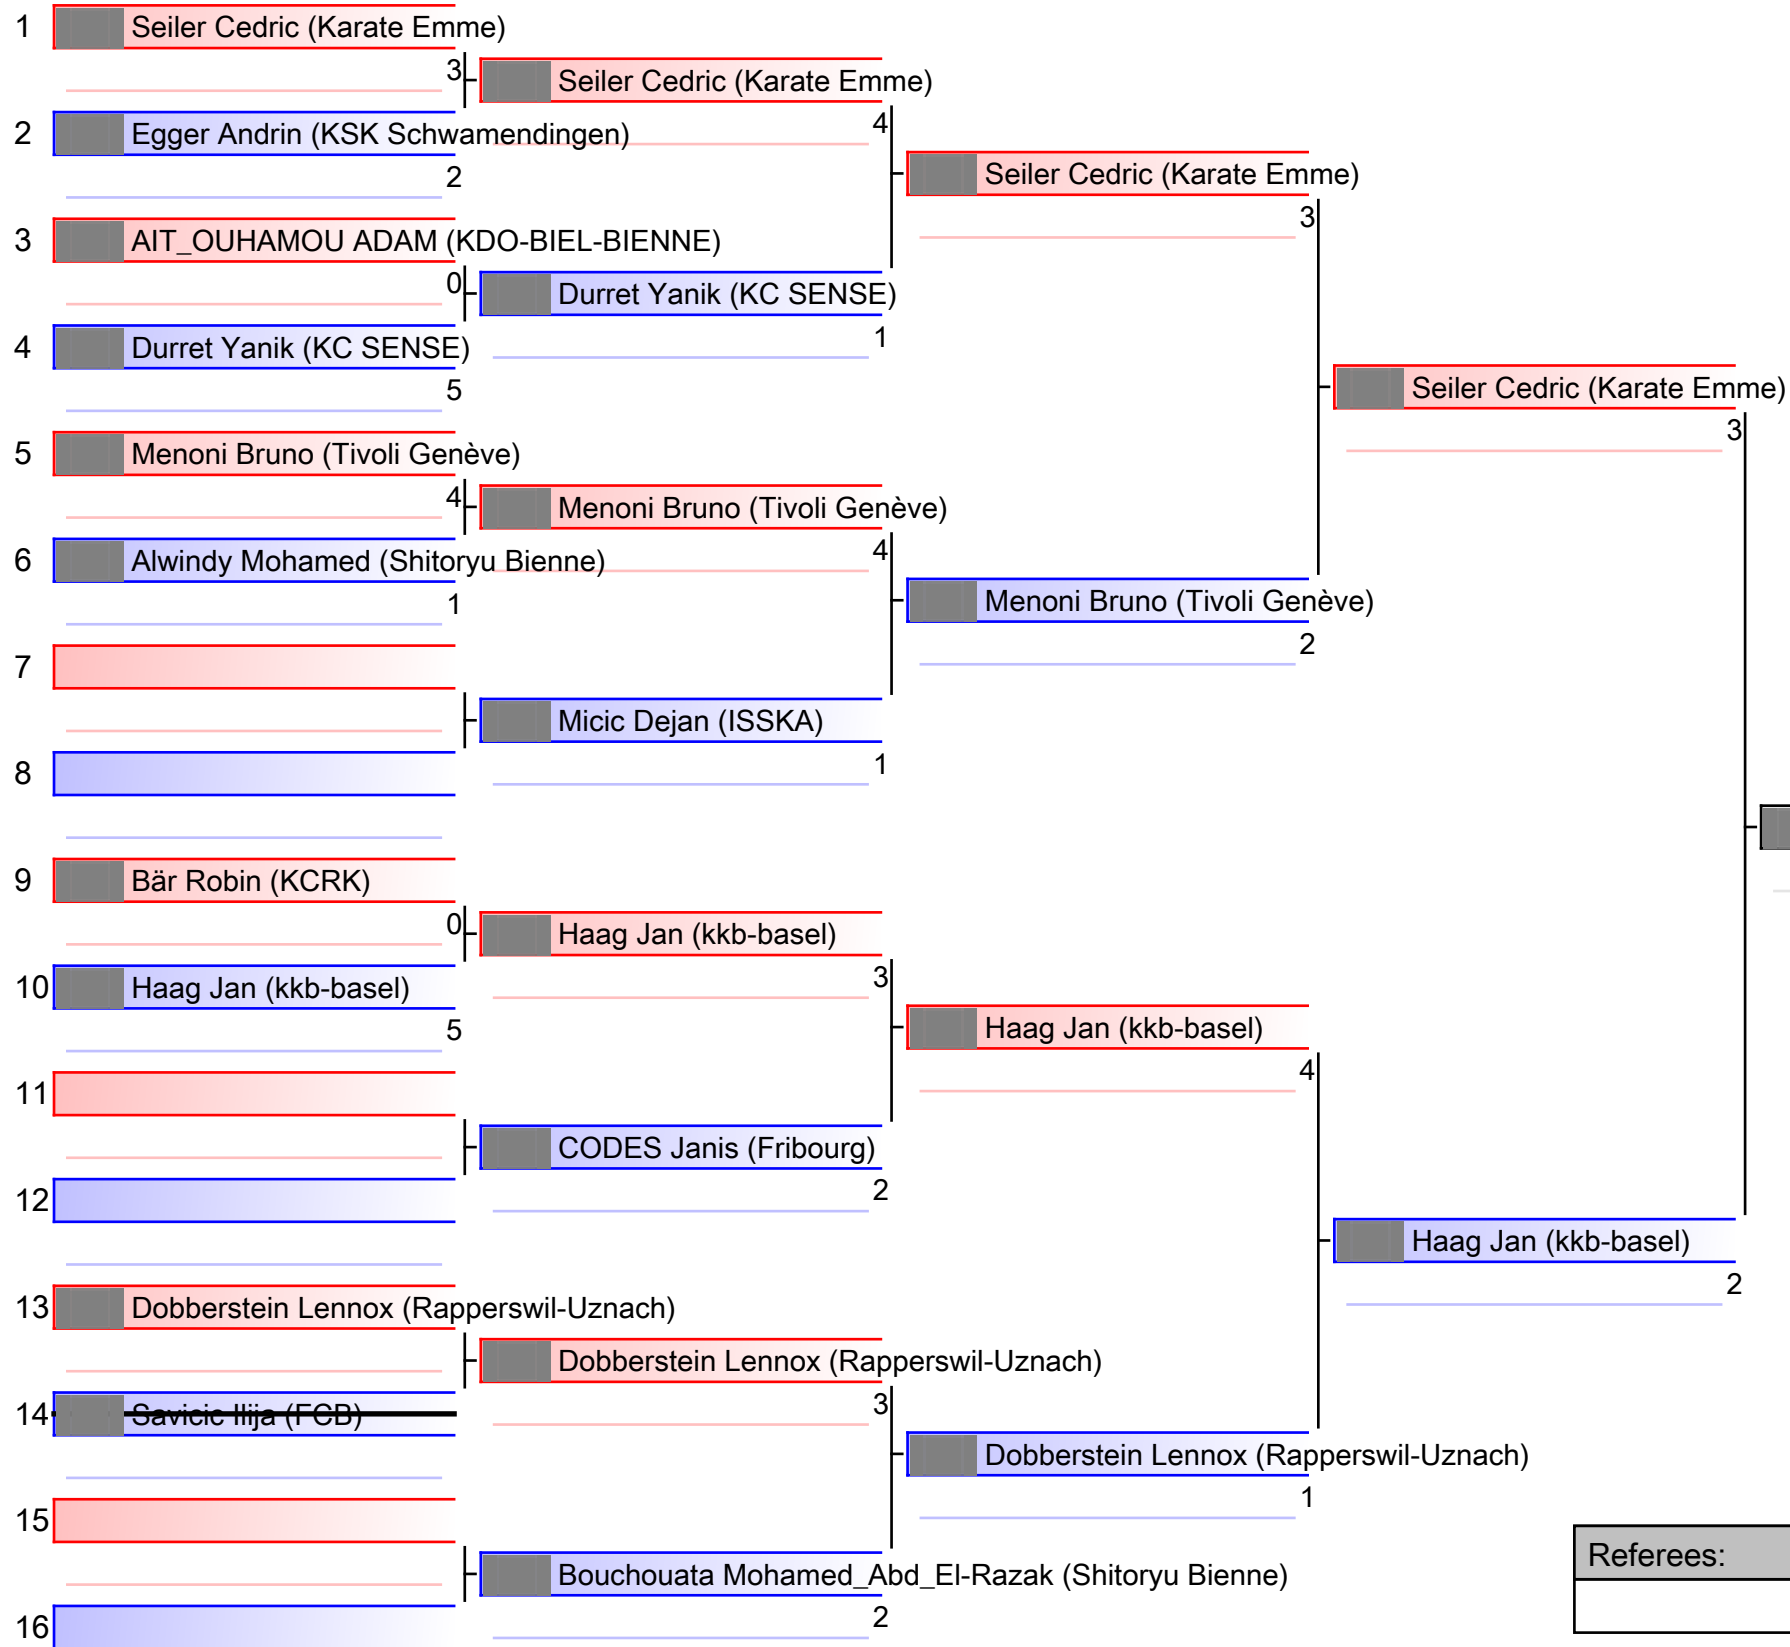 1 Seiler Cedric (Karate Emme)
3 Seiler Cedric (Karate Emme)
2 Egger Andrin (KSK Schwamendingen) 4
2 Seiler Cedric (Karate Emme)
3 AIT_OUHAMOU ADAM (KDO-BIEL-BIENNE) 3
0 Durret Yanik (KC SENSE)
4 Durret Yanik (KC SENSE) 1
5 Seiler Cedric (Karate Emme)
5 Menoni Bruno (Tivoli Genève) 3
4 Menoni Bruno (Tivoli Genève)
6 Alwindy Mohamed (Shitoryu Bienne) 4
1 Menoni Bruno (Tivoli Genève)
7 2
Micic Dejan (ISSKA)
8 1
9 Bär Robin (KCRK)
0 Haag Jan (kkb-basel)
10 Haag Jan (kkb-basel) 3
5 Haag Jan (kkb-basel)
11 4
CODES Janis (Fribourg)
12 2
Haag Jan (kkb-basel)
13 Dobberstein Lennox (Rapperswil-Uznach) 2
Dobberstein Lennox (Rapperswil-Uznach)
14 Savicic Ilija (FCB) 3
Dobberstein Lennox (Rapperswil-Uznach)
15 1
Referees:
Bouchouata Mohamed_Abd_El-Razak (Shitoryu Bienne)
16 2